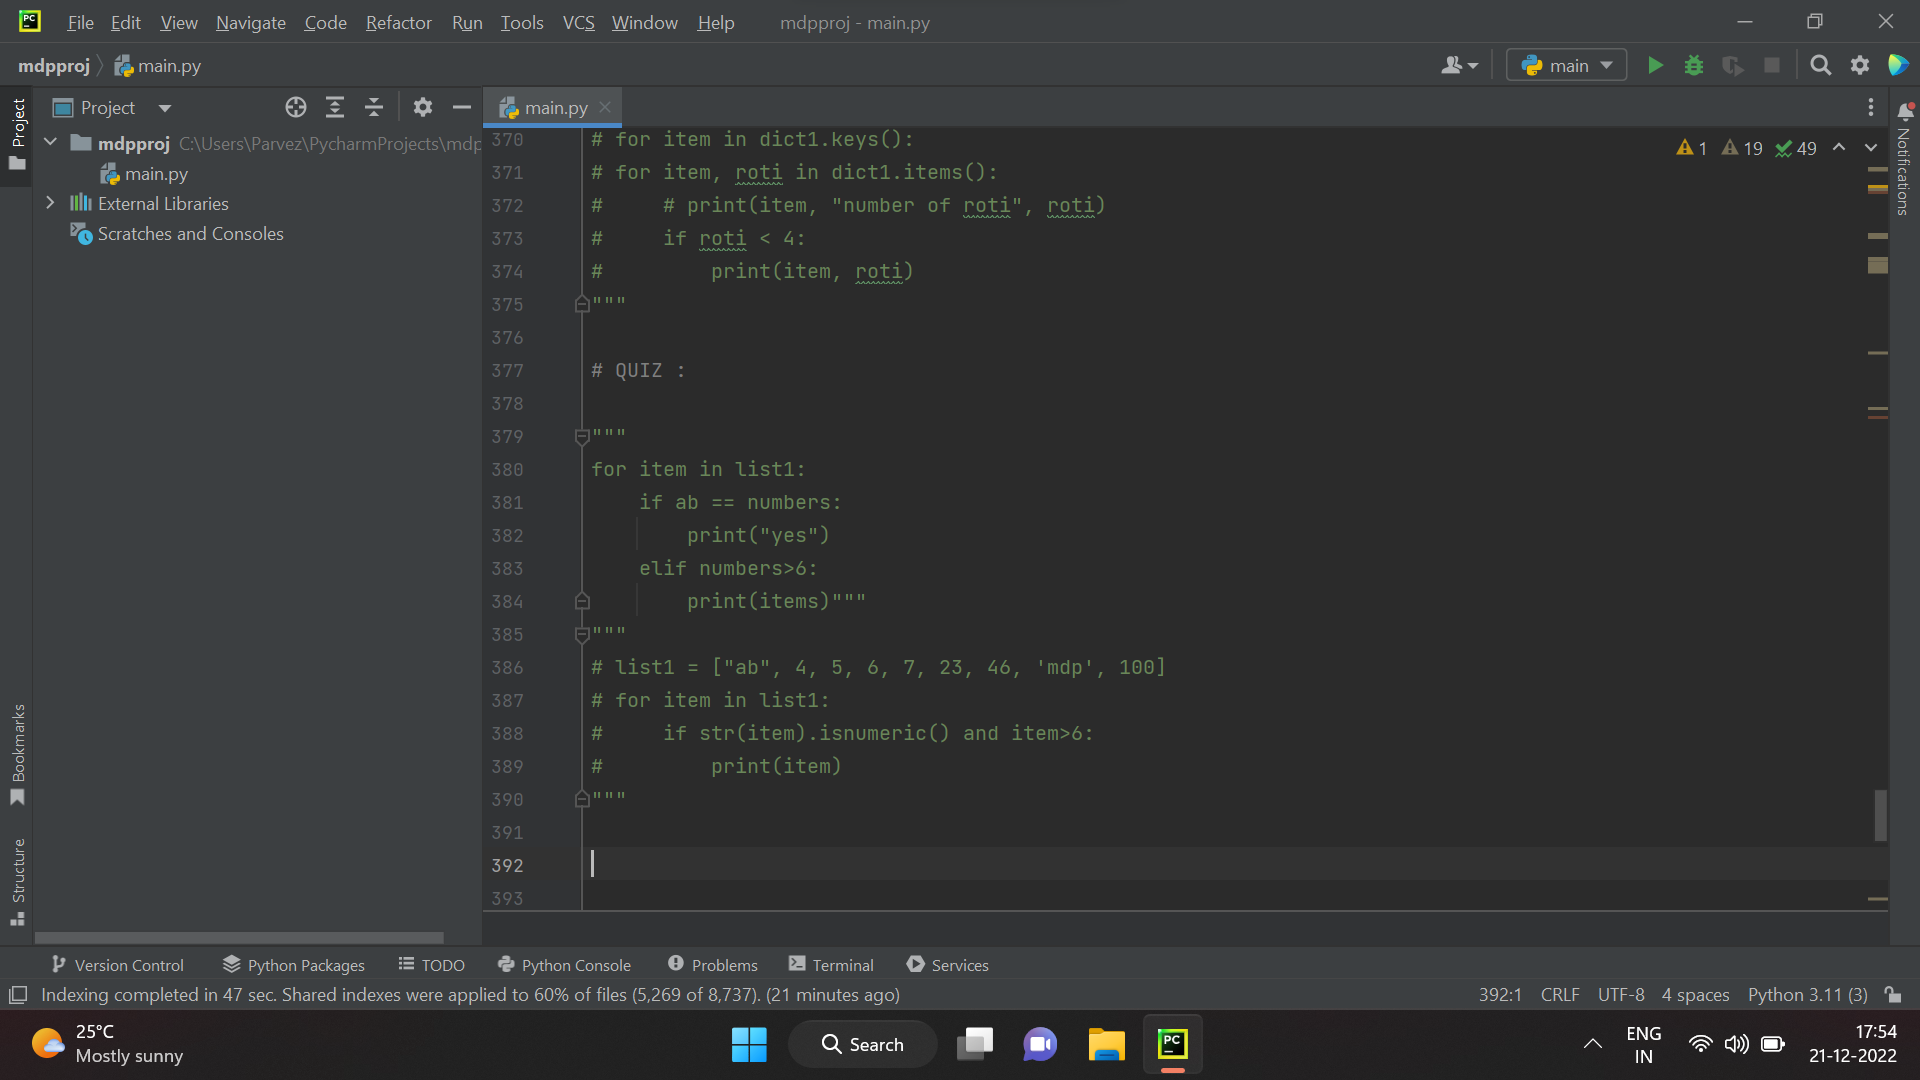 PC File Edit View Navigate Code Refactor Run Tools VCS Window Help mdpproj - main.py
mdpproj main.py main
Project main.py
Project
Notifications
mdpproj C:\Users\Parvez\PycharmProjects\mdp
main.py
External Libraries
Scratches and Consoles
1 19 49
370 # for item in dict1.keys():
371 # for item, roti in dict1.items():
372 #     # print(item, "number of roti", roti)
373 #     if roti < 4:
374 #         print(item, roti)
375 """
376
377 # QUIZ :
378
379 """
380 for item in list1:
381     if ab == numbers:
382         print("yes")
383     elif numbers>6:
384         print(items)"""
385 """
386 # list1 = ["ab", 4, 5, 6, 7, 23, 46, 'mdp', 100]
387 # for item in list1:
388 #     if str(item).isnumeric() and item>6:
389 #         print(item)
390 """
391
392
393
Bookmarks
Structure
Version Control Python Packages TODO Python Console Problems Terminal Services
Indexing completed in 47 sec. Shared indexes were applied to 60% of files (5,269 of 8,737). (21 minutes ago) 392:1 CRLF UTF-8 4 spaces Python 3.11 (3)
25°C
Mostly sunny
Search
PC
ENG
IN
17:54
21-12-2022